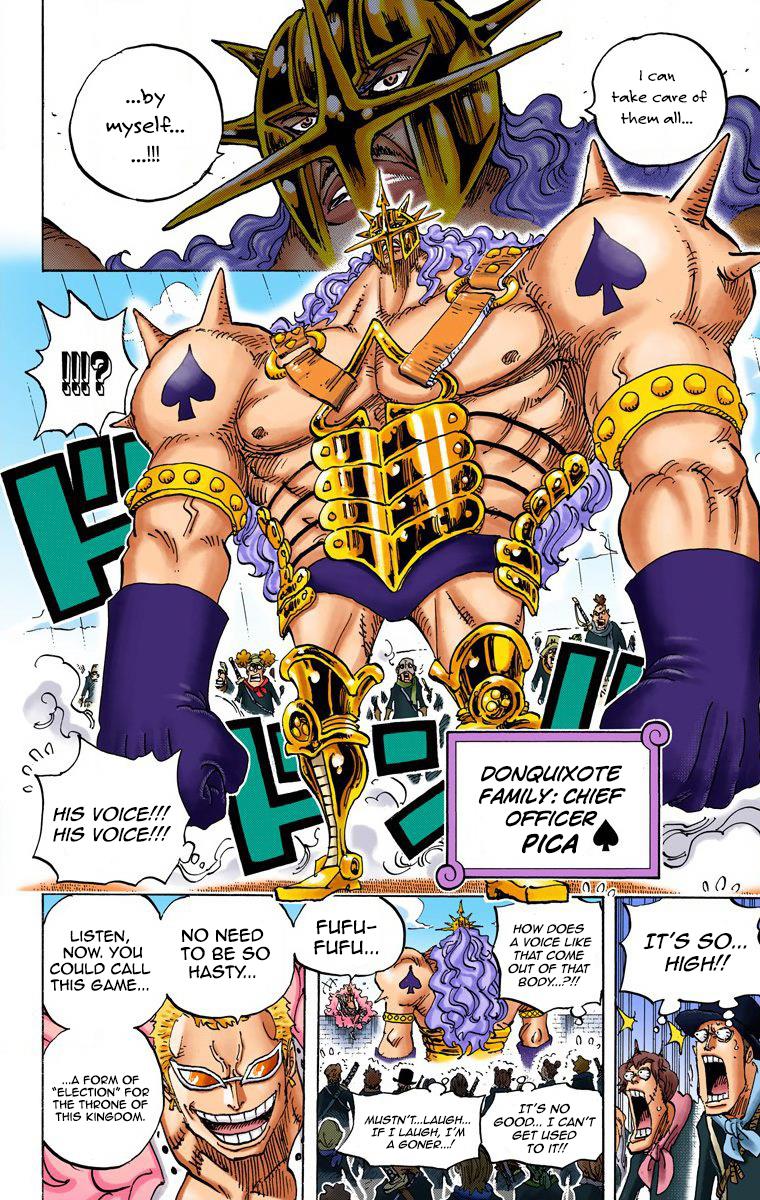 I can
take care of
them all...
...by
myself...
...!!!
!!!?
ドドン
HIS VOICE!!!
HIS VOICE!!!
DONQUIXOTE
FAMILY: CHIEF
OFFICER
PICA ♠
IT'S SO...
HIGH!!
HOW DOES
A VOICE LIKE
THAT COME
OUT OF THAT
BODY...?!!
FUFU-
FUFU...
MUSTN'T...LAUGH...
IF I LAUGH, I'M
A GONER...!
IT'S NO
GOOD... I CAN'T
GET USED
TO IT!!
NO NEED
TO BE SO
HASTY...
LISTEN,
NOW. YOU
COULD CALL
THIS GAME...
...A FORM OF
"ELECTION" FOR
THE THRONE OF
THIS KINGDOM.